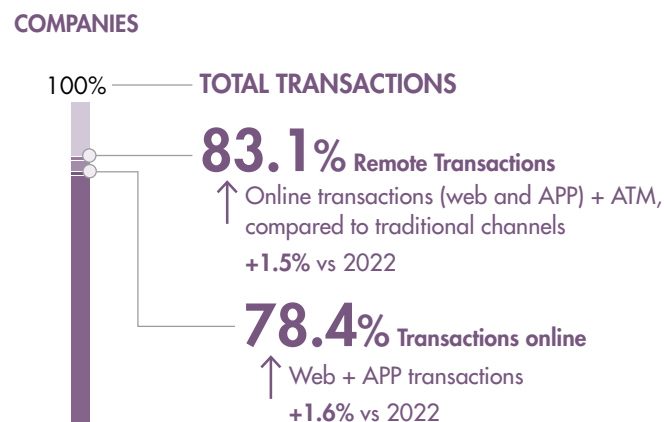 COMPANIES
100% TOTAL TRANSACTIONS
83.1% Remote Transactions
Online transactions (web and APP) + ATM,
compared to traditional channels
+1.5% vs 2022
78.4% Transactions online
Web + APP transactions
+1.6% vs 2022